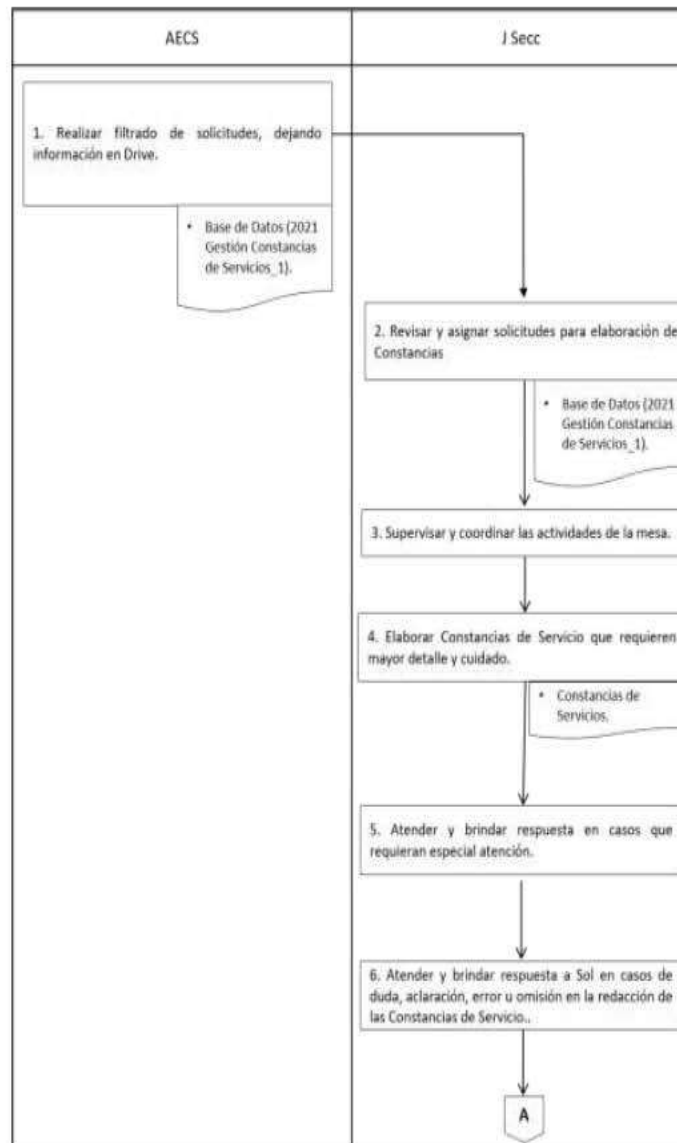 AECS
J Secc
1. Realizar filtrado de solicitudes, dejando
información en Drive.
• Base de Datos (2021
Gestión Constancias
de Servicios_1).
2. Revisar y asignar solicitudes para elaboración de
Constancias
• Base de Datos (2021
Gestión Constancias
de Servicios_1).
3. Supervisar y coordinar las actividades de la mesa.
4. Elaborar Constancias de Servicio que requieren
mayor detalle y cuidado.
• Constancias de
Servicios.
5. Atender y brindar respuesta en casos que
requieran especial atención.
6. Atender y brindar respuesta a Sol en casos de
duda, aclaración, error u omisión en la redacción de
las Constancias de Servicio..
A